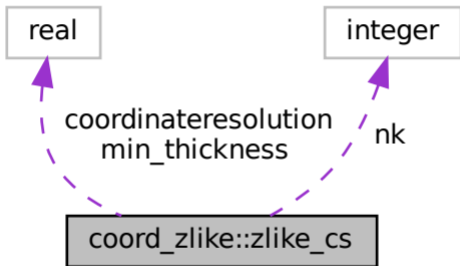 real
integer
coordinateresolution
min_thickness
nk
coord_zlike::zlike_cs